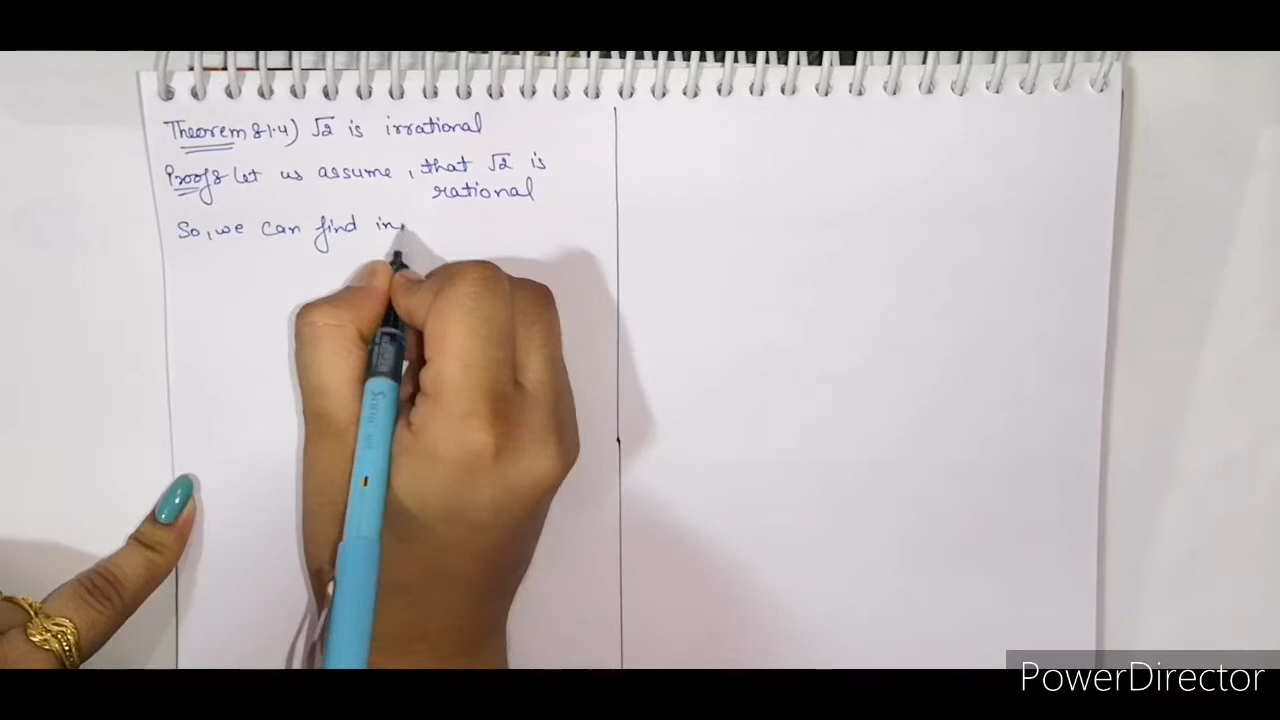 Theorem 1.4) √2 is irrational
Proof: Let us assume, that √2 is
rational
So, we can find in
PowerDirector